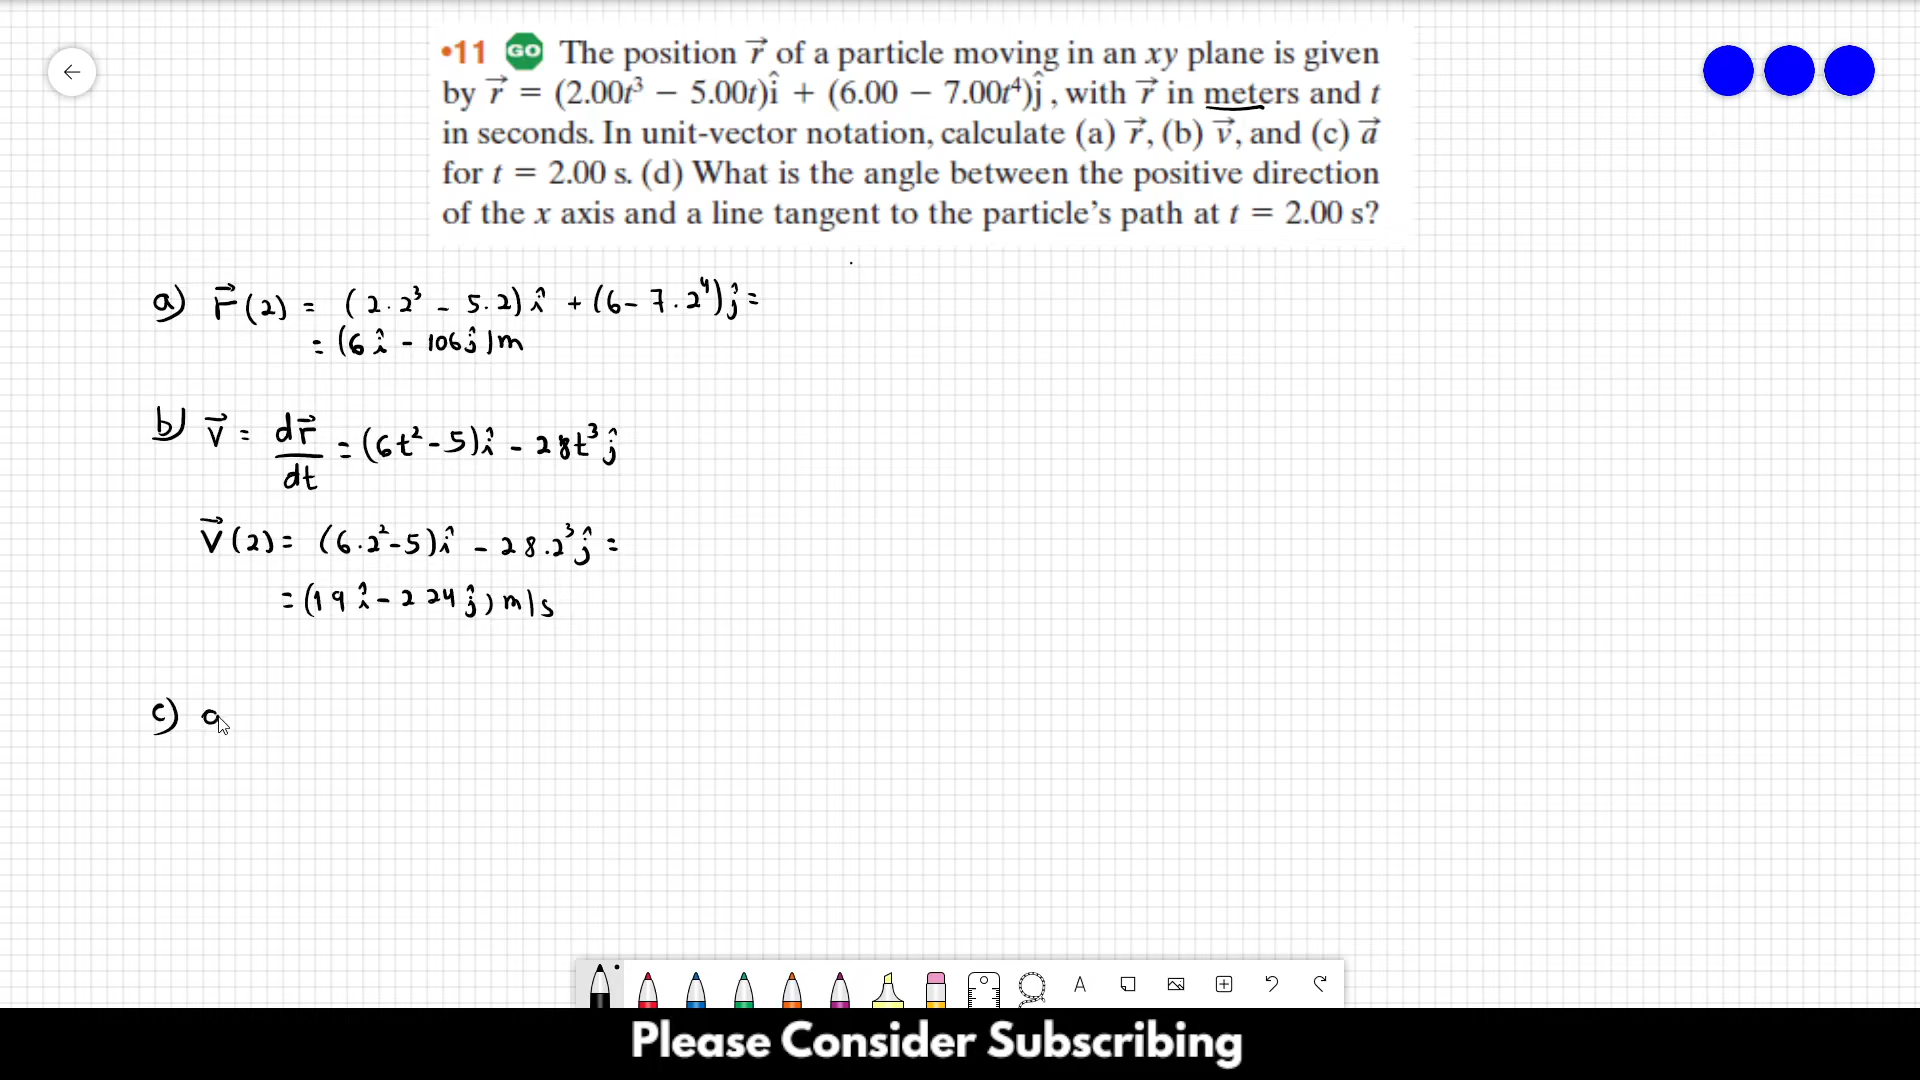 •11 GO The position r⃗ of a particle moving in an xy plane is given
by r⃗ = (2.00t³ − 5.00t)î + (6.00 − 7.00t⁴)ĵ, with r⃗ in meters and t
in seconds. In unit-vector notation, calculate (a) r⃗, (b) v⃗, and (c) a⃗
for t = 2.00 s. (d) What is the angle between the positive direction
of the x axis and a line tangent to the particle's path at t = 2.00 s?
a) r⃗(2) = (2.2³ - 5.2)î + (6-7.2⁴)ĵ =
= (6î - 106ĵ)m
b) v⃗ = dr⃗/dt = (6t²-5)î - 28t³ĵ
v⃗(2) = (6.2²-5)î - 28.2³ĵ =
= (19î - 224ĵ) m/s
c)
A
Please Consider Subscribing